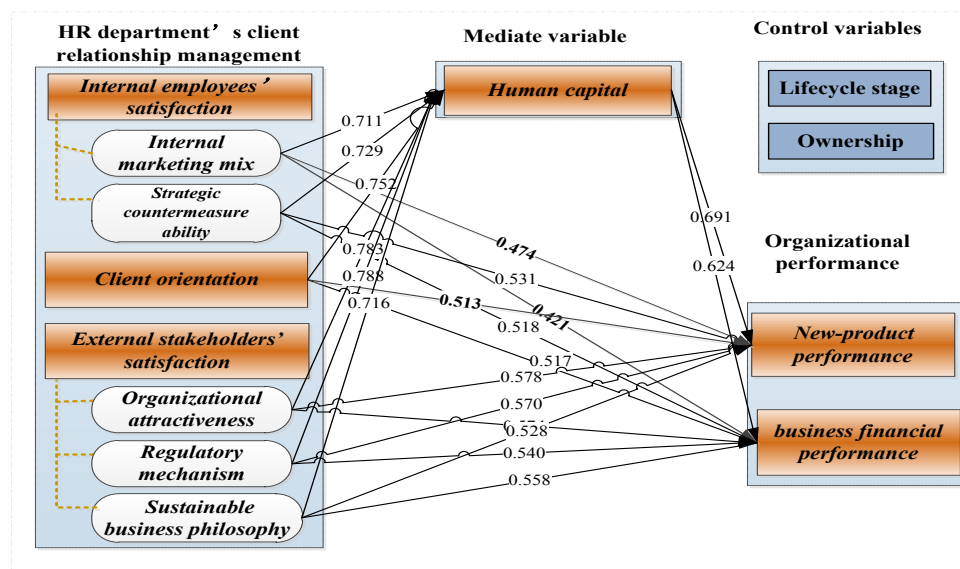 HR department’s client
relationship management
Internal employees’
satisfaction
Internal
marketing mix
Strategic
countermeasure
ability
Client orientation
External stakeholders’
satisfaction
Organizational
attractiveness
Regulatory
mechanism
Sustainable
business philosophy
Mediate variable
Human capital
Control variables
Lifecycle stage
Ownership
Organizational
performance
New-product
performance
business financial
performance
0.711
0.729
0.752
0.783
0.788
0.716
0.691
0.624
0.474
0.531
0.513
0.421
0.518
0.517
0.578
0.570
0.528
0.540
0.558